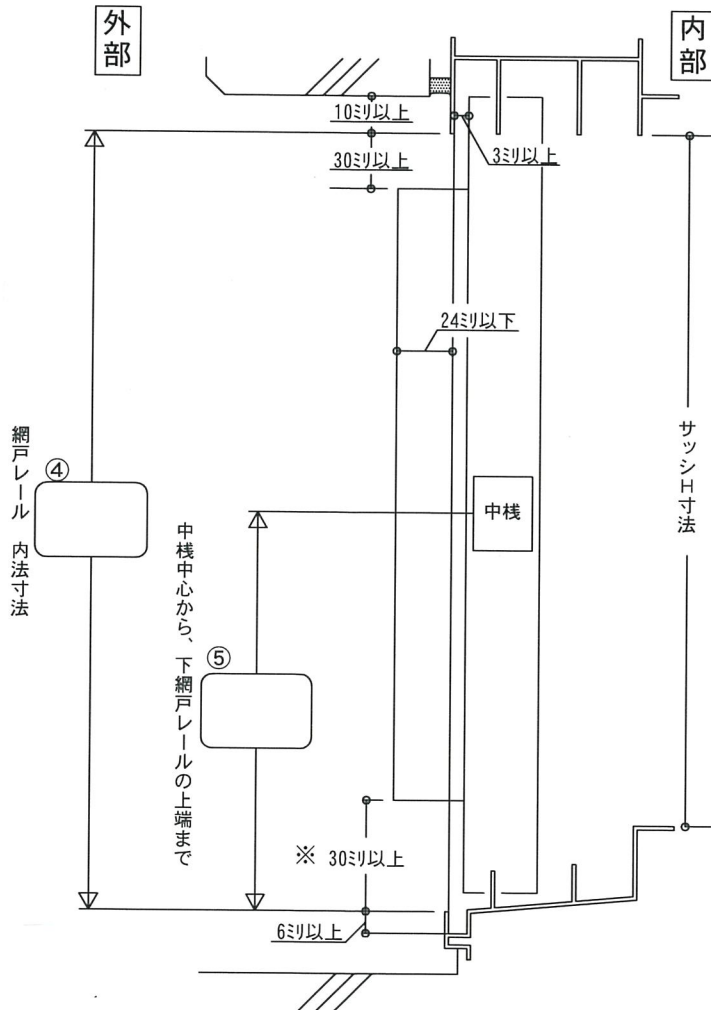 外部
内部
10ミリ以上
30ミリ以上
3ミリ以上
24ミリ以下
サッシH寸法
網戸レール 内法寸法
④
中桟
中桟中心から、下網戸レールの上端まで
⑤
※ 30ミリ以上
6ミリ以上